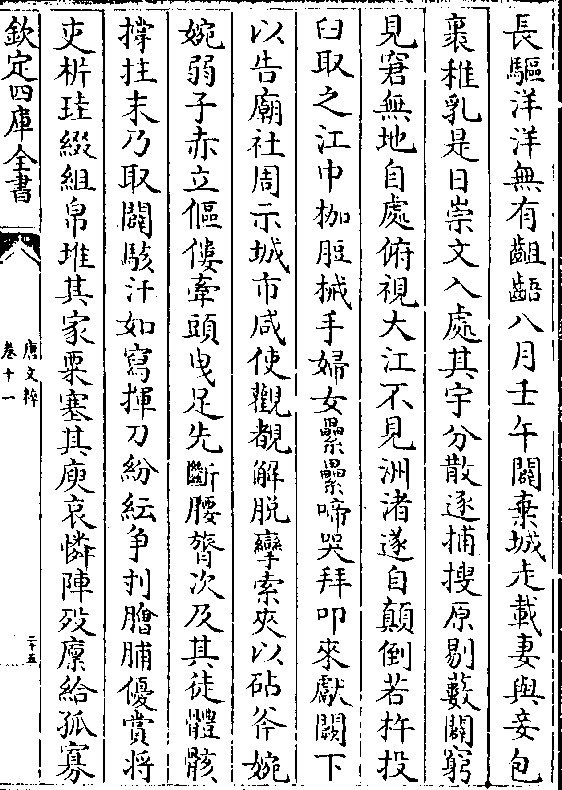 長驅洋洋無有齟齬八月壬午闢棄城走載妻與妾包
裹稚乳是日崇文入處其宇分散逐捕搜原剔藪闢窮
見窘無地自處俯視大江不見洲渚遂自顛倒若杵投
臼取之江中枷脰械手婦女纍纍啼哭拜叩來獻闕下
以告廟社周示城市咸使觀覩解脱攣索夾以砧斧婉
婉弱子赤立傴僂牽頭曳足先斷腰膂次及其徒體骸
撐拄末乃取闢駭汗如寫揮刀紛紜争刌膾脯優賞將
吏析珪綴組帛堆其家粟塞其庾哀憐陣歿廪給孤寡
欽定四庫全書
唐文粹
卷十一
二十五